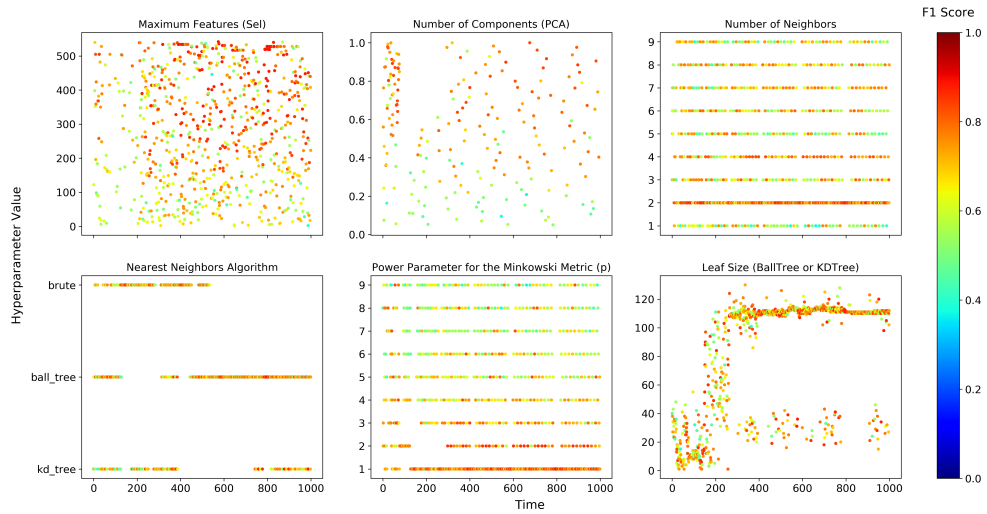 F1 Score
Maximum Features (Sel)
Number of Components (PCA)
Number of Neighbors
500
400
300
200
100
0
1.0
0.8
0.6
0.4
0.2
0.0
9
8
7
6
5
4
3
2
1
1.0
0.8
0.6
0.4
0.2
0.0
Hyperparameter Value
Nearest Neighbors Algorithm
Power Parameter for the Minkowski Metric (p)
Leaf Size (BallTree or KDTree)
brute
ball_tree
kd_tree
9
8
7
6
5
4
3
2
1
120
100
80
60
40
20
0
0 200 400 600 800 1000
0 200 400 600 800 1000
0 200 400 600 800 1000
Time